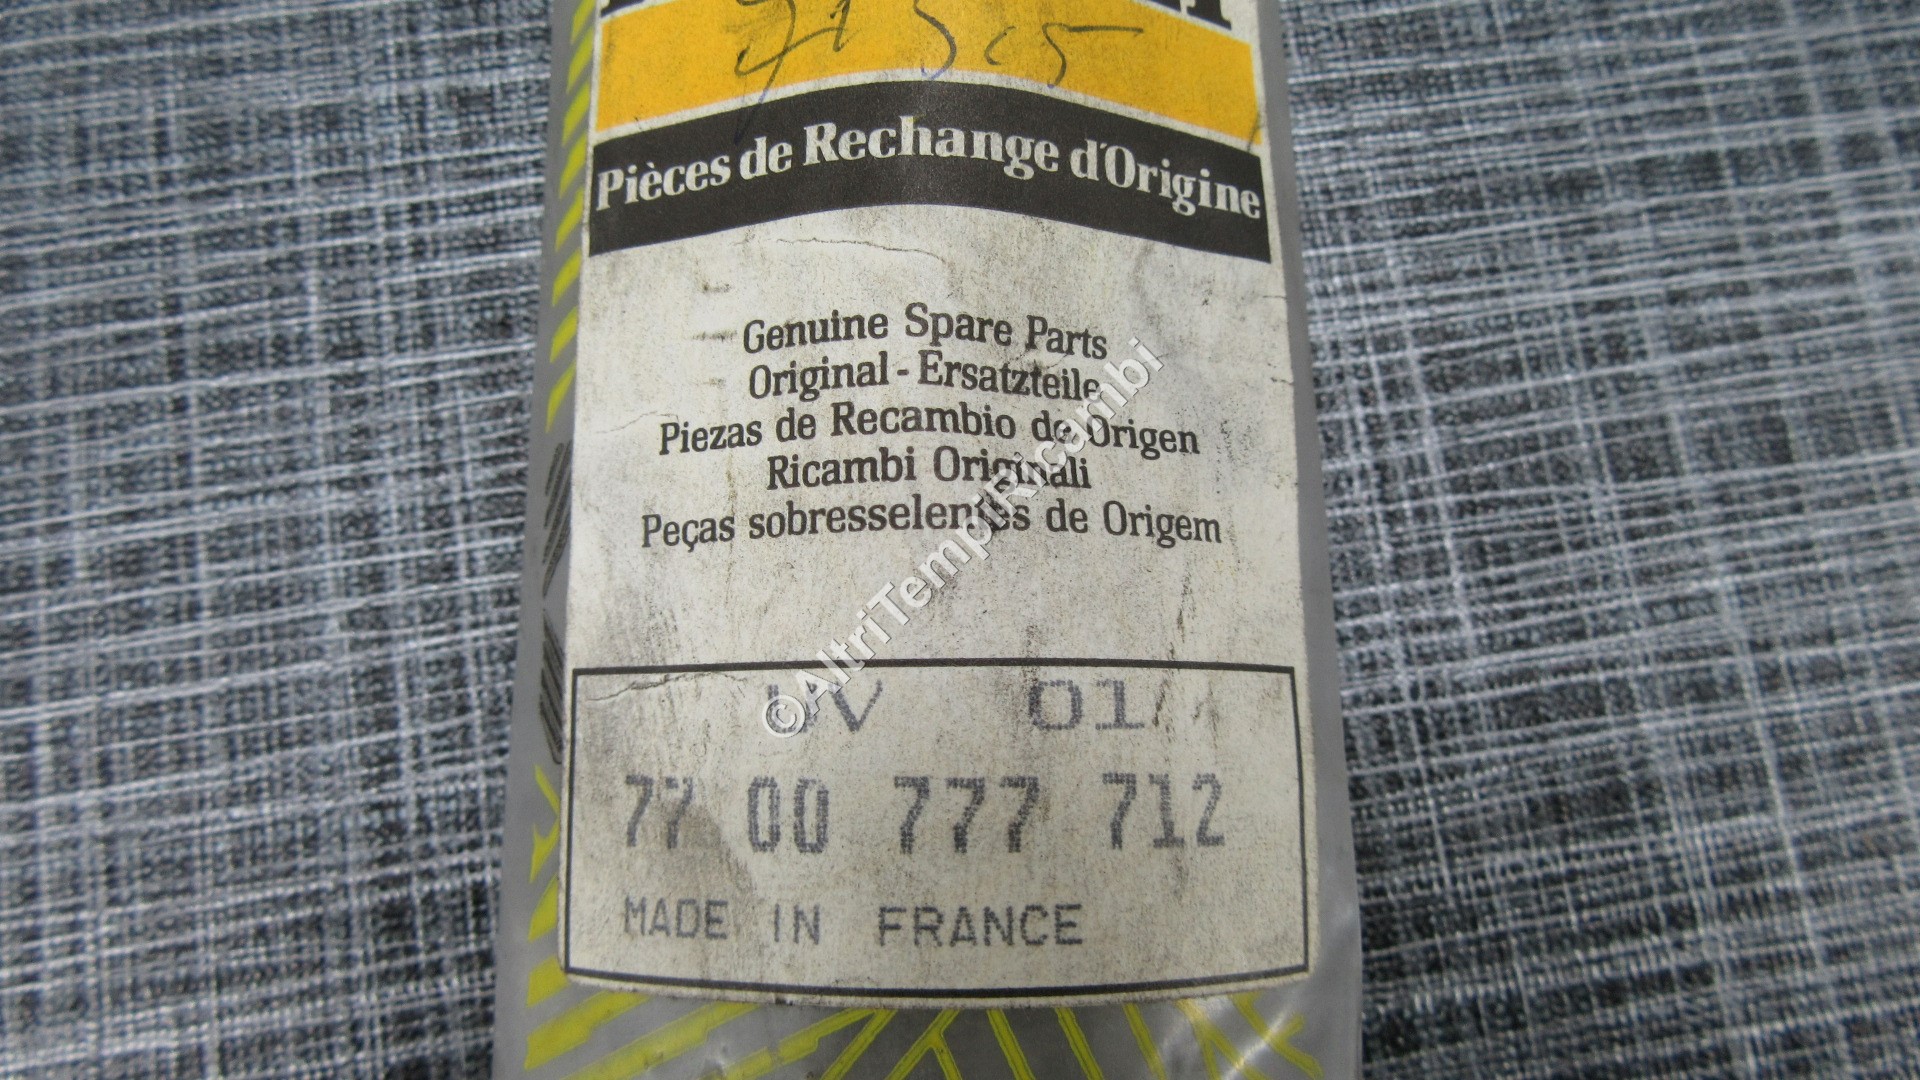 Pièces de Rechange d'Origine
Genuine Spare Parts
Original - Ersatzteile
Piezas de Recambio de Origen
Ricambi Originali
Peças sobresselentes de Origem
©AltriTempiRicambi
UV 01
77 00 777 712
MADE IN FRANCE